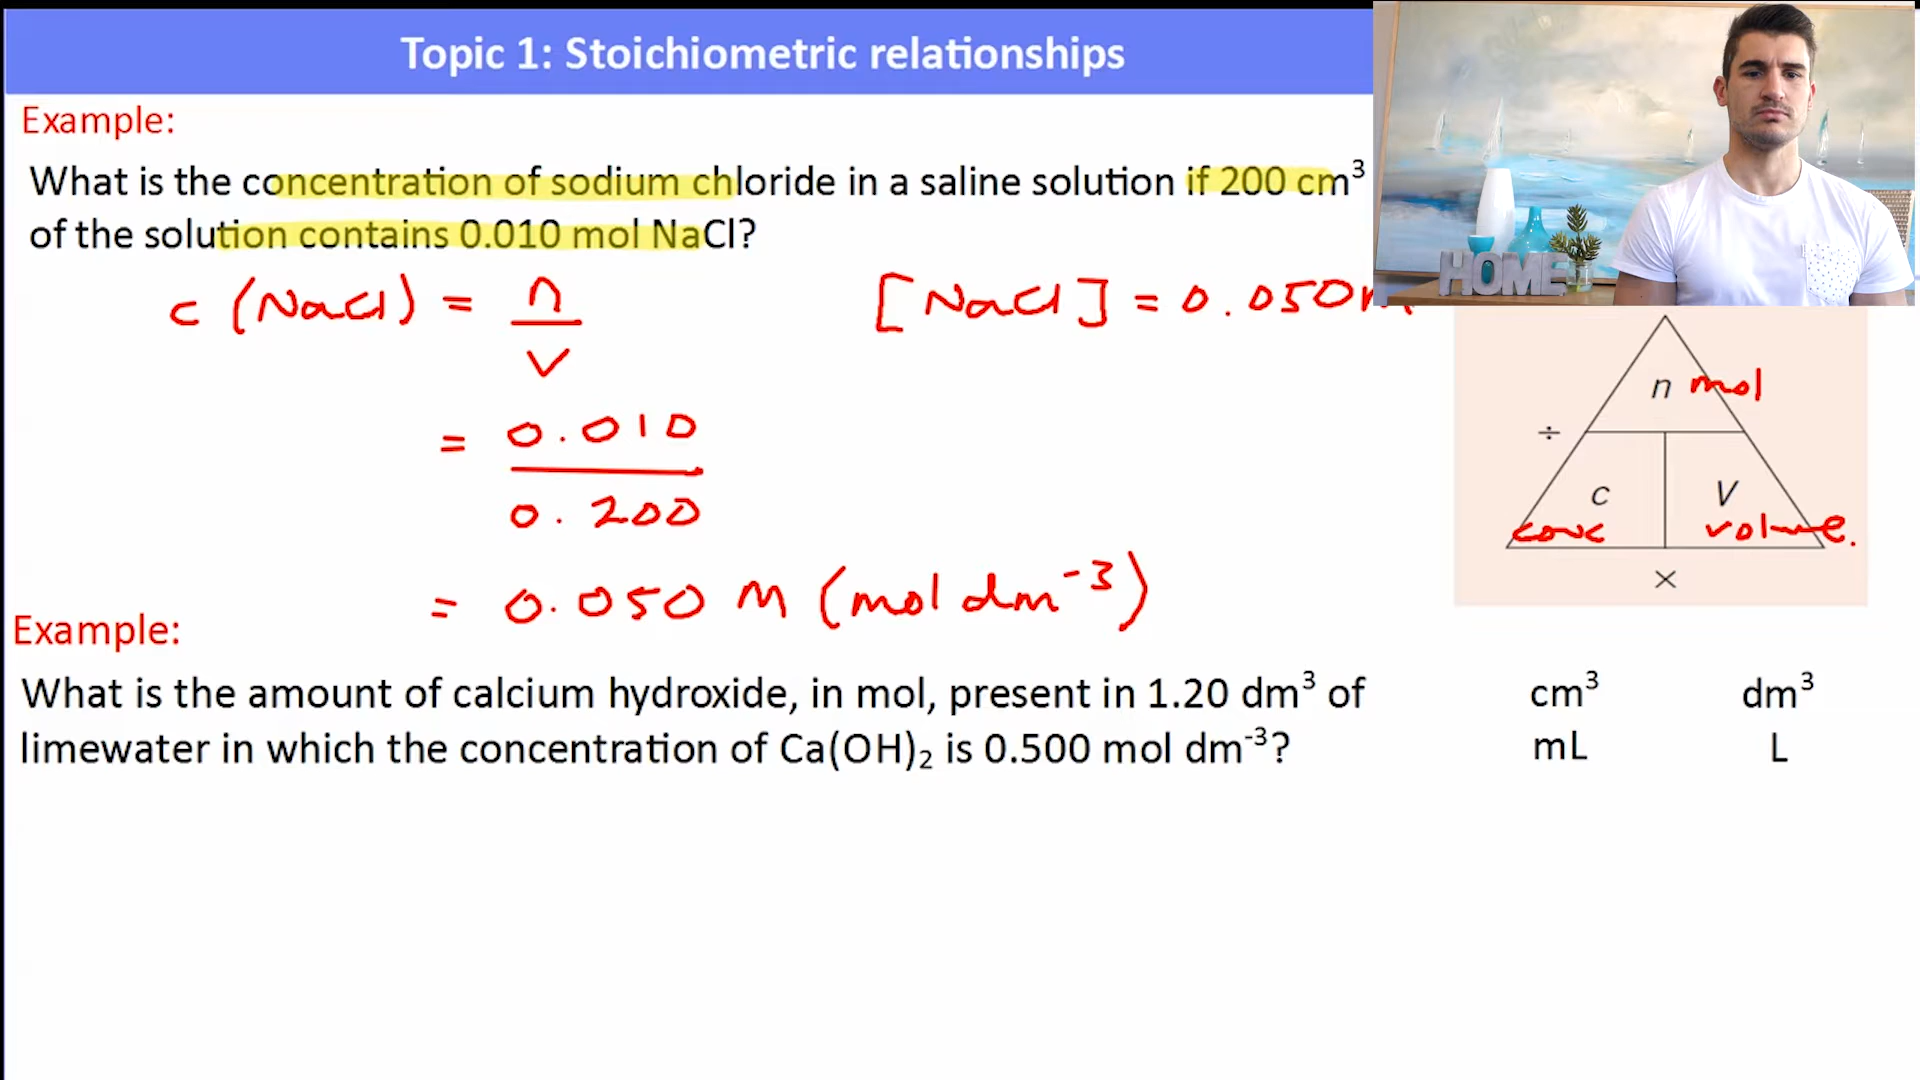 Topic 1: Stoichiometric relationships
Example:
What is the concentration of sodium chloride in a saline solution if 200 cm³
of the solution contains 0.010 mol NaCl?
c (NaCl) = n
V
= 0.010
0.200
= 0.050 M (mol dm⁻³)
[NaCl] = 0.050M
HOME
n mol
÷
c V
conc volume.
×
Example:
What is the amount of calcium hydroxide, in mol, present in 1.20 dm³ of
limewater in which the concentration of Ca(OH)₂ is 0.500 mol dm⁻³?
cm³ dm³
mL L